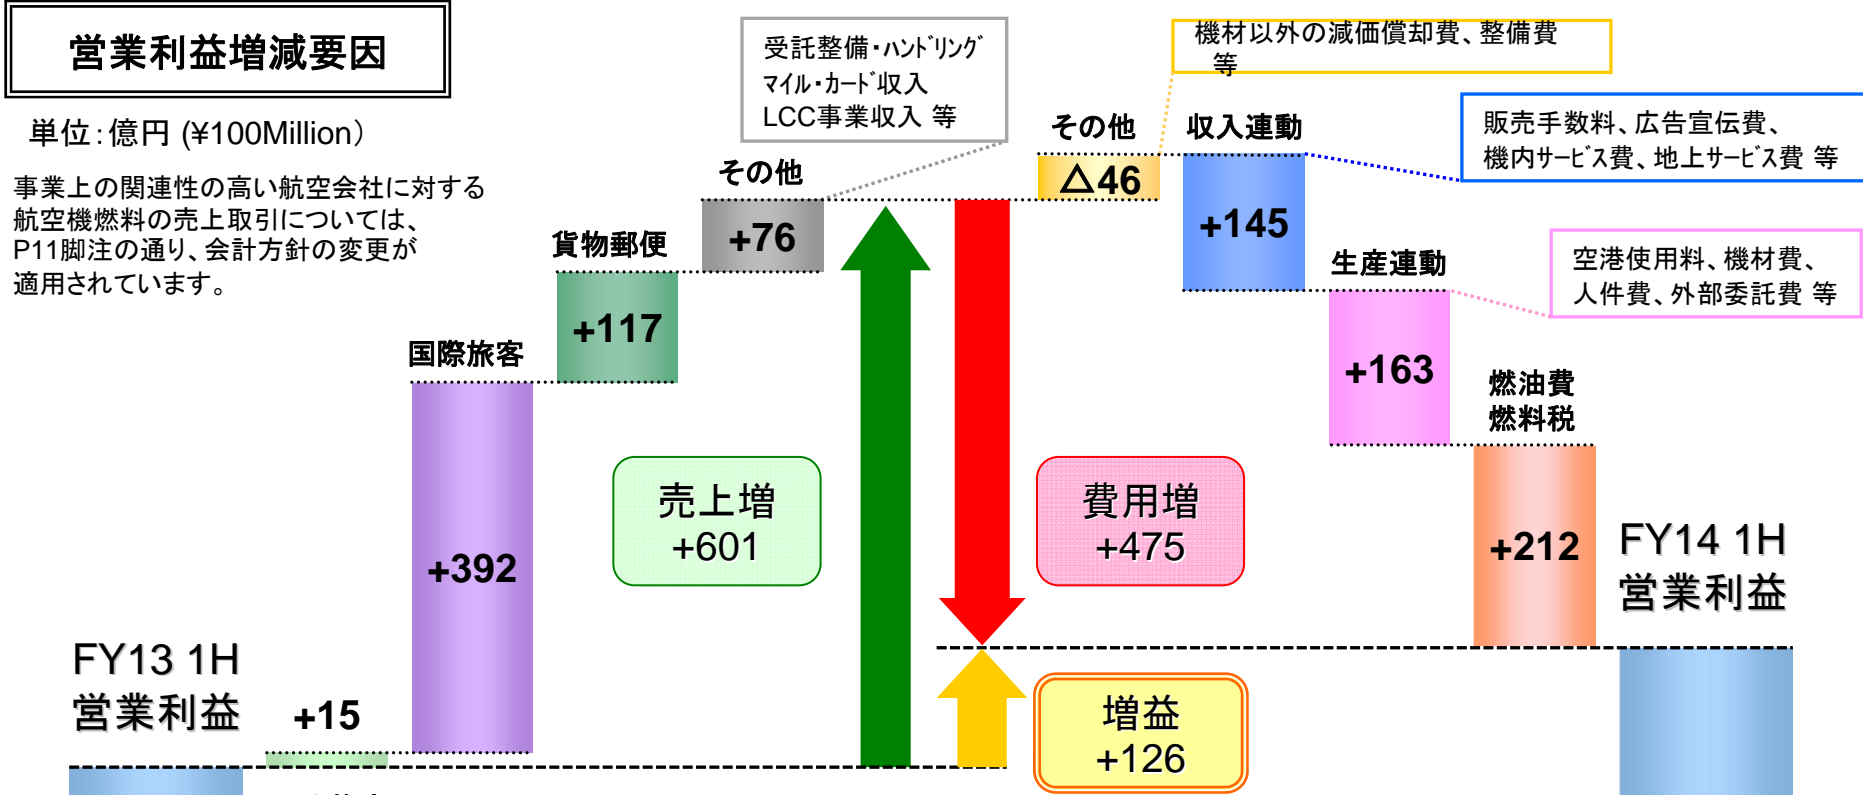 営業利益増減要因
単位：億円 (¥100Million）
事業上の関連性の高い航空会社に対する
航空機燃料の売上取引については、
P11脚注の通り、会計方針の変更が
適用されています。
受託整備・ﾊﾝﾄﾞﾘﾝｸﾞ
ﾏｲﾙ・ｶｰﾄﾞ収入
LCC事業収入 等
機材以外の減価償却費、整備費
等
販売手数料、広告宣伝費、
機内ｻｰﾋﾞｽ費、地上ｻｰﾋﾞｽ費 等
空港使用料、機材費、
人件費、外部委託費 等
FY13 1H
営業利益
+15
国際旅客
+392
貨物郵便
+117
その他
+76
売上増
+601
その他
△46
収入連動
+145
生産連動
+163
燃油費
燃料税
+212
費用増
+475
増益
+126
FY14 1H
営業利益